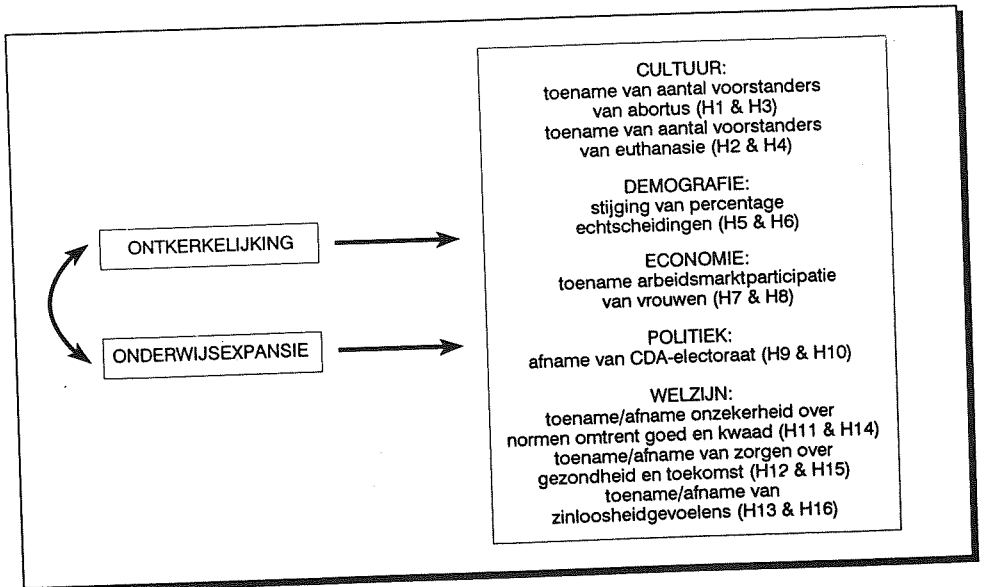 ONTKERKELIJKING
ONDERWIJSEXPANSIE
CULTUUR:
toename van aantal voorstanders
van abortus (H1 & H3)
toename van aantal voorstanders
van euthanasie (H2 & H4)
DEMOGRAFIE:
stijging van percentage
echtscheidingen (H5 & H6)
ECONOMIE:
toename arbeidsmarktparticipatie
van vrouwen (H7 & H8)
POLITIEK:
afname van CDA-electoraat (H9 & H10)
WELZIJN:
toename/afname onzekerheid over
normen omtrent goed en kwaad (H11 & H14)
toename/afname van zorgen over
gezondheid en toekomst (H12 & H15)
toename/afname van
zinloosheidgevoelens (H13 & H16)